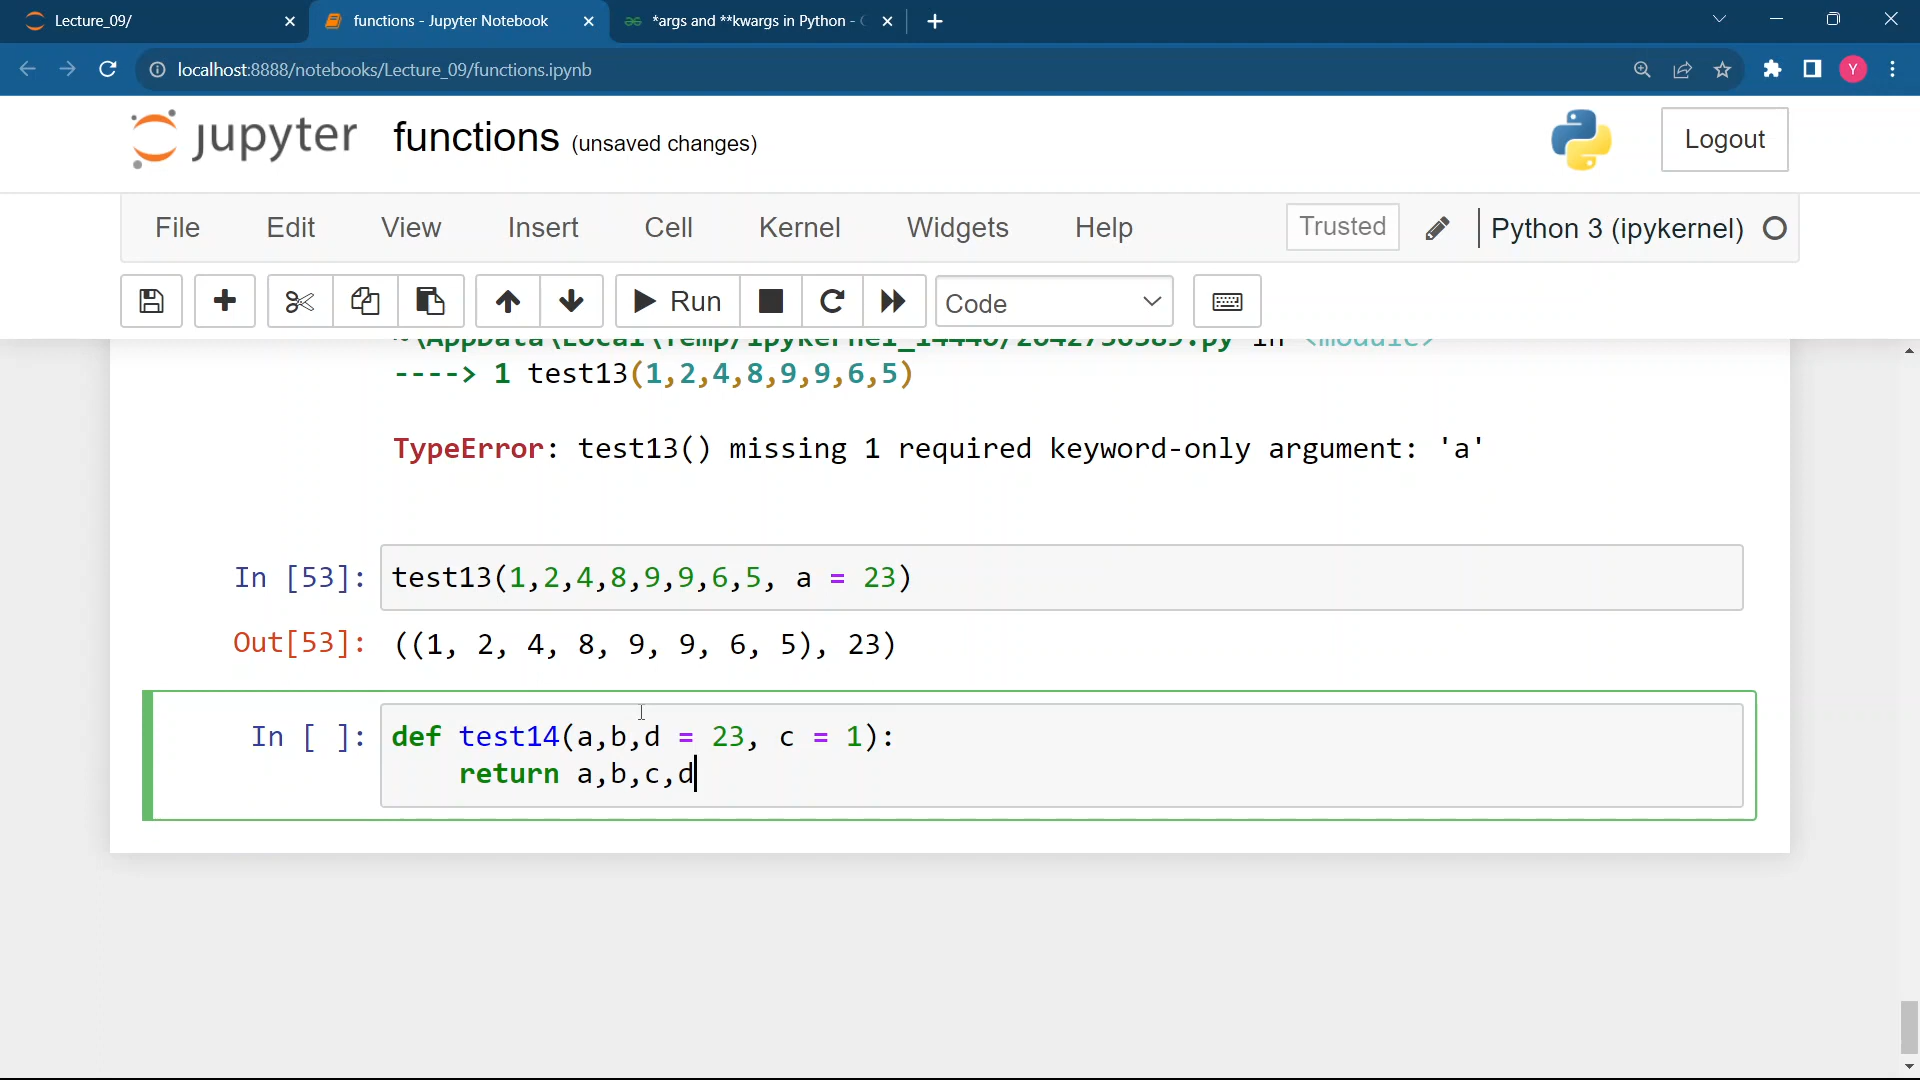 Lecture_09/
functions - Jupyter Notebook
*args and **kwargs in Python -
localhost:8888/notebooks/Lecture_09/functions.ipynb
Y
jupyter functions (unsaved changes)
Logout
File Edit View Insert Cell Kernel Widgets Help
Trusted
Python 3 (ipykernel)
Run
Code
----> 1 test13(1,2,4,8,9,9,6,5)
TypeError: test13() missing 1 required keyword-only argument: 'a'
In [53]: test13(1,2,4,8,9,9,6,5, a = 23)
Out[53]: ((1, 2, 4, 8, 9, 9, 6, 5), 23)
In [ ]: def test14(a,b,d = 23, c = 1):
return a,b,c,d